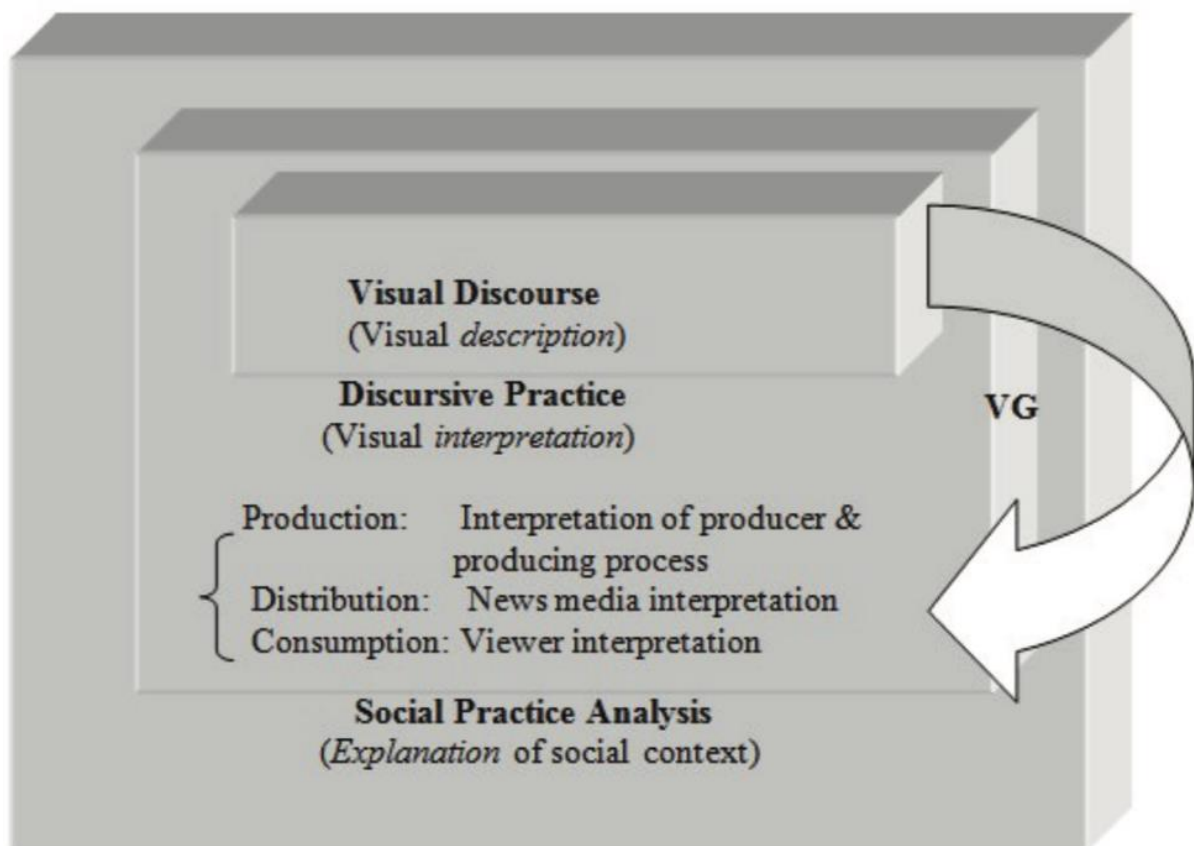 Visual Discourse
(Visual description)
Discursive Practice
(Visual interpretation)
VG
Production: Interpretation of producer &
producing process
Distribution: News media interpretation
Consumption: Viewer interpretation
Social Practice Analysis
(Explanation of social context)